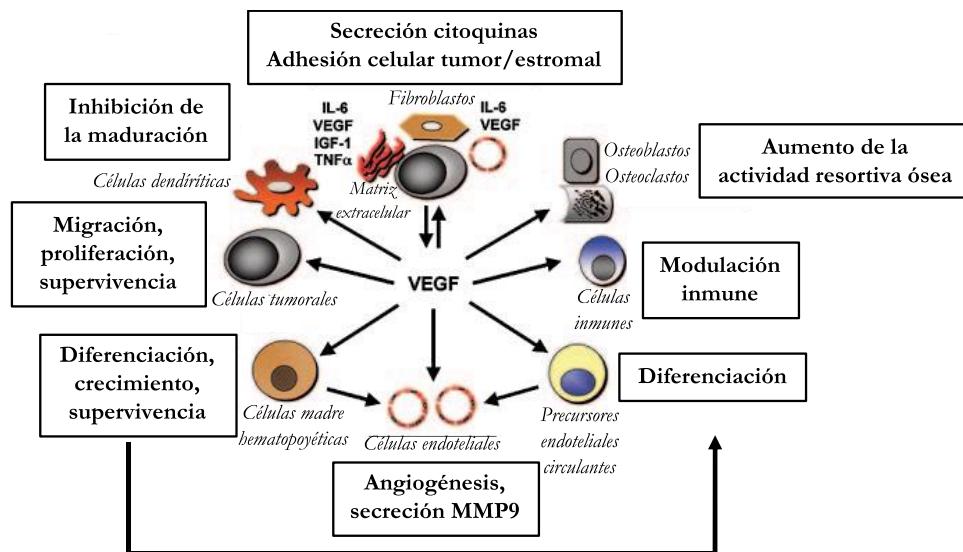 Secreción citoquinas
Adhesión celular tumor/estromal
Inhibición de
la maduración
IL-6
VEGF
IGF-1
TNFα
Fibroblastos
IL-6
VEGF
Células dendríticas
Matriz
extracelular
Osteoblastos
Osteoclastos
Aumento de la
actividad resortiva ósea
Migración,
proliferación,
supervivencia
Células tumorales
VEGF
Células
inmunes
Modulación
inmune
Diferenciación,
crecimiento,
supervivencia
Células madre
hematopoyéticas
Células endoteliales
Precursores
endoteliales
circulantes
Diferenciación
Angiogénesis,
secreción MMP9